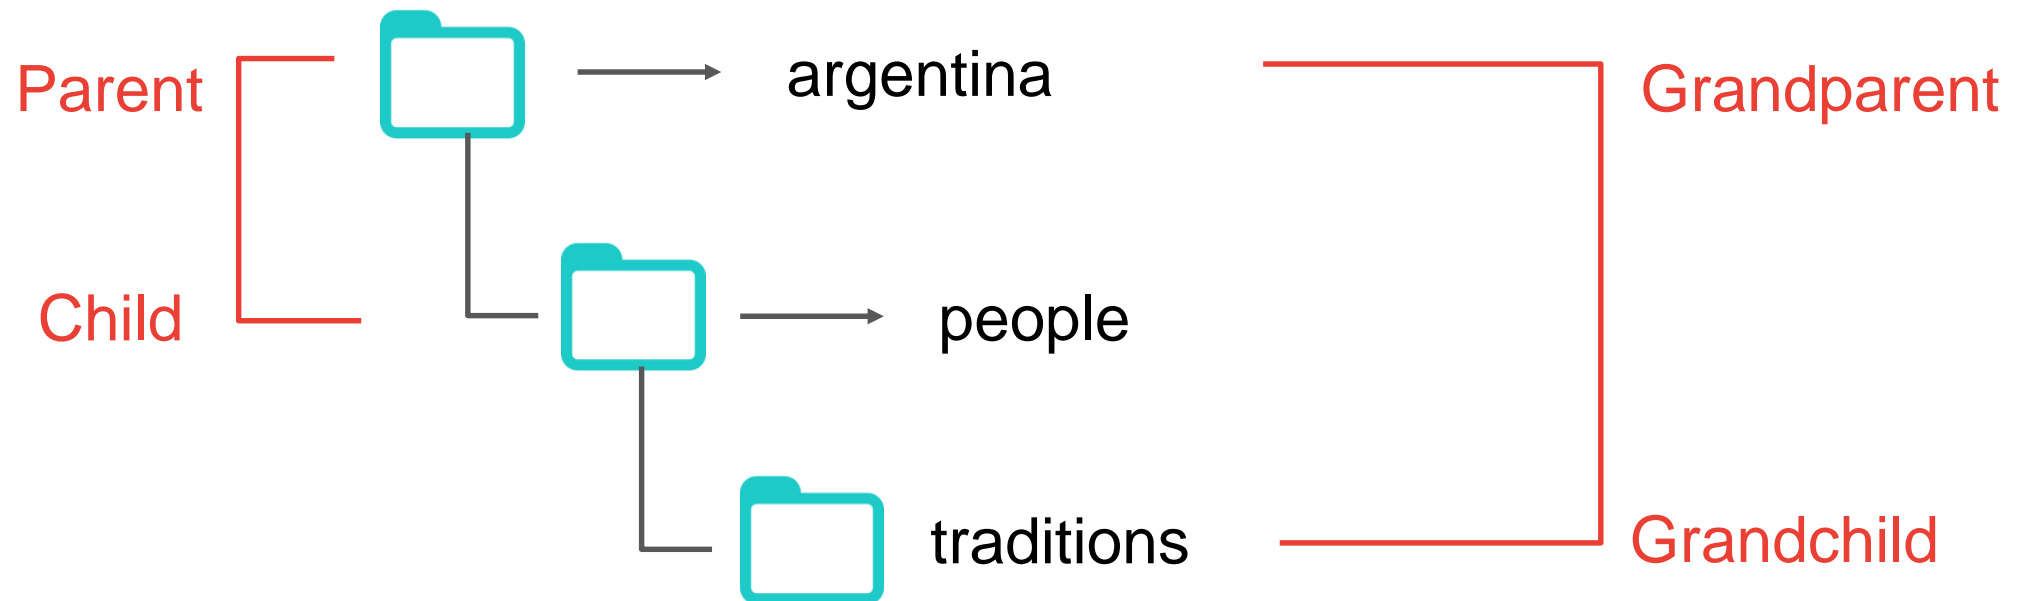 Parent
argentina
Grandparent
Child
people
traditions
Grandchild